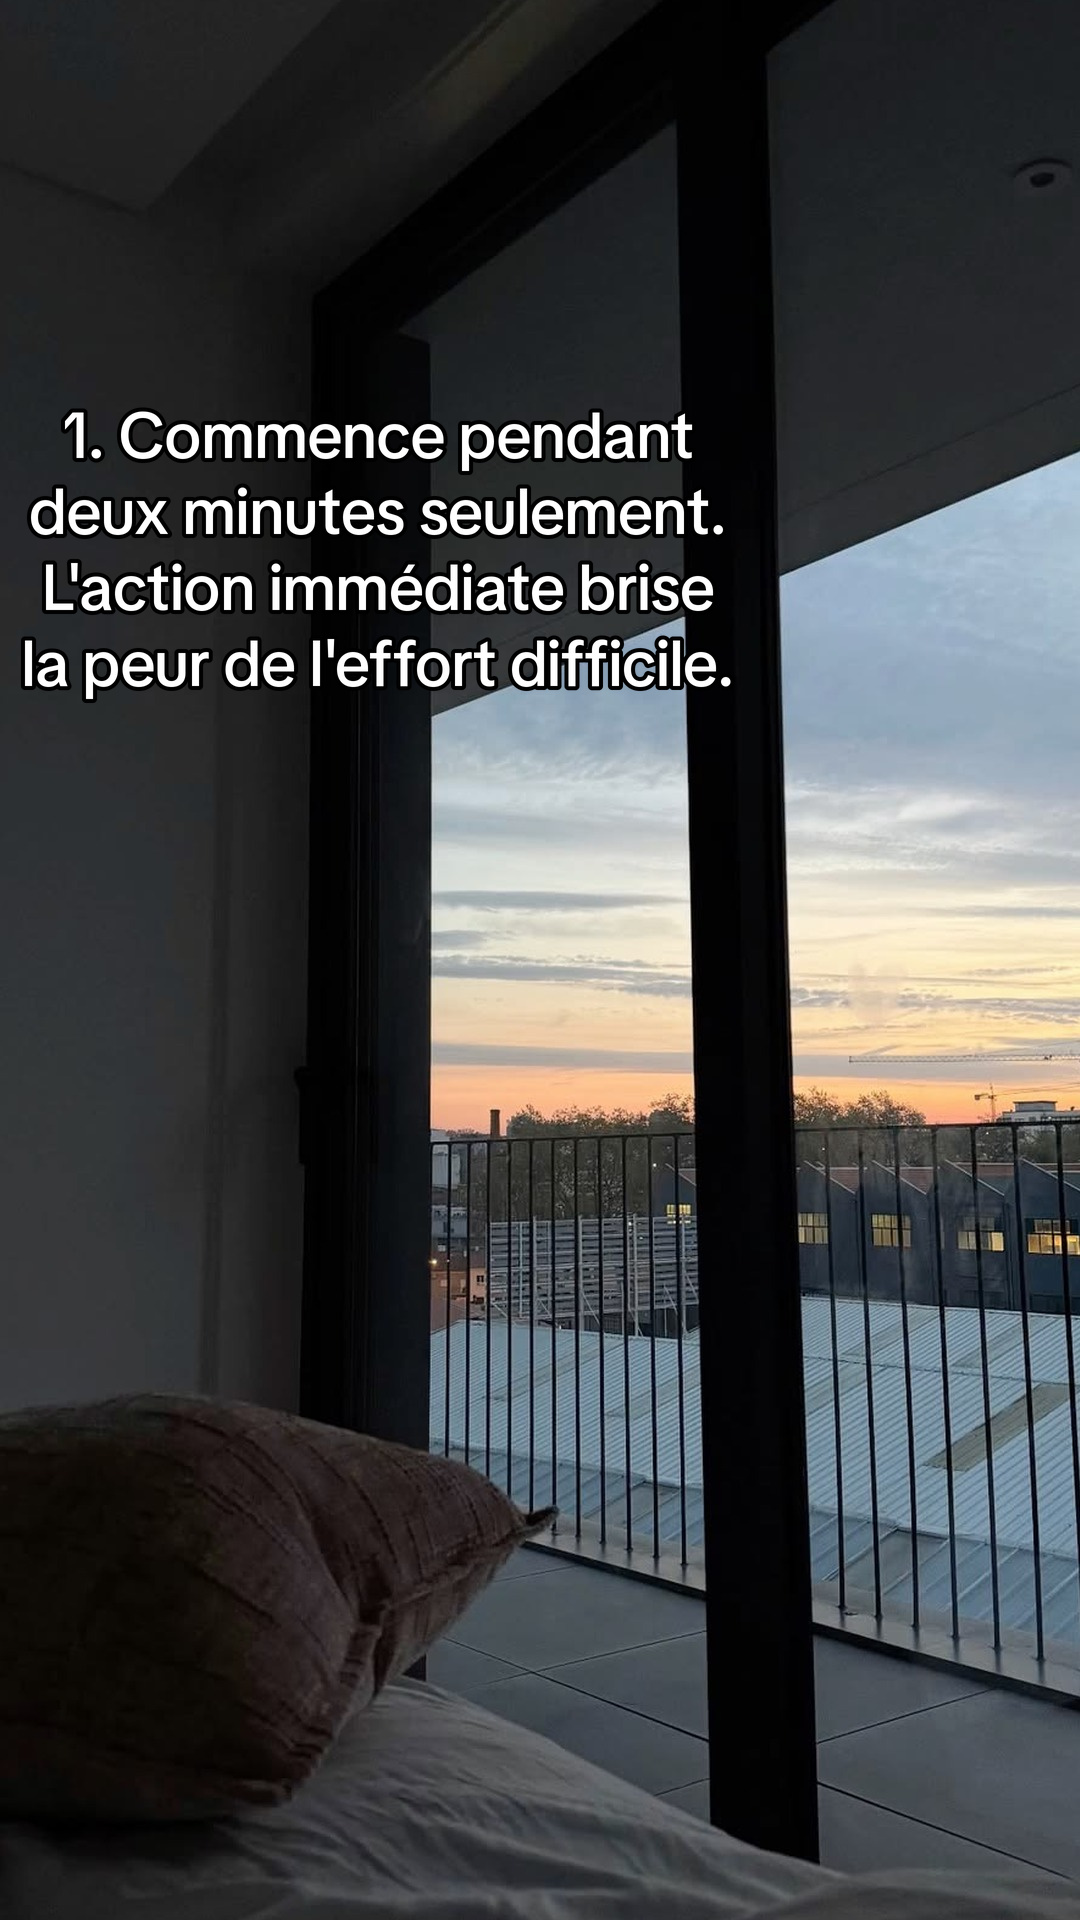 1. Commence pendant
deux minutes seulement.
L'action immédiate brise
la peur de l'effort difficile.